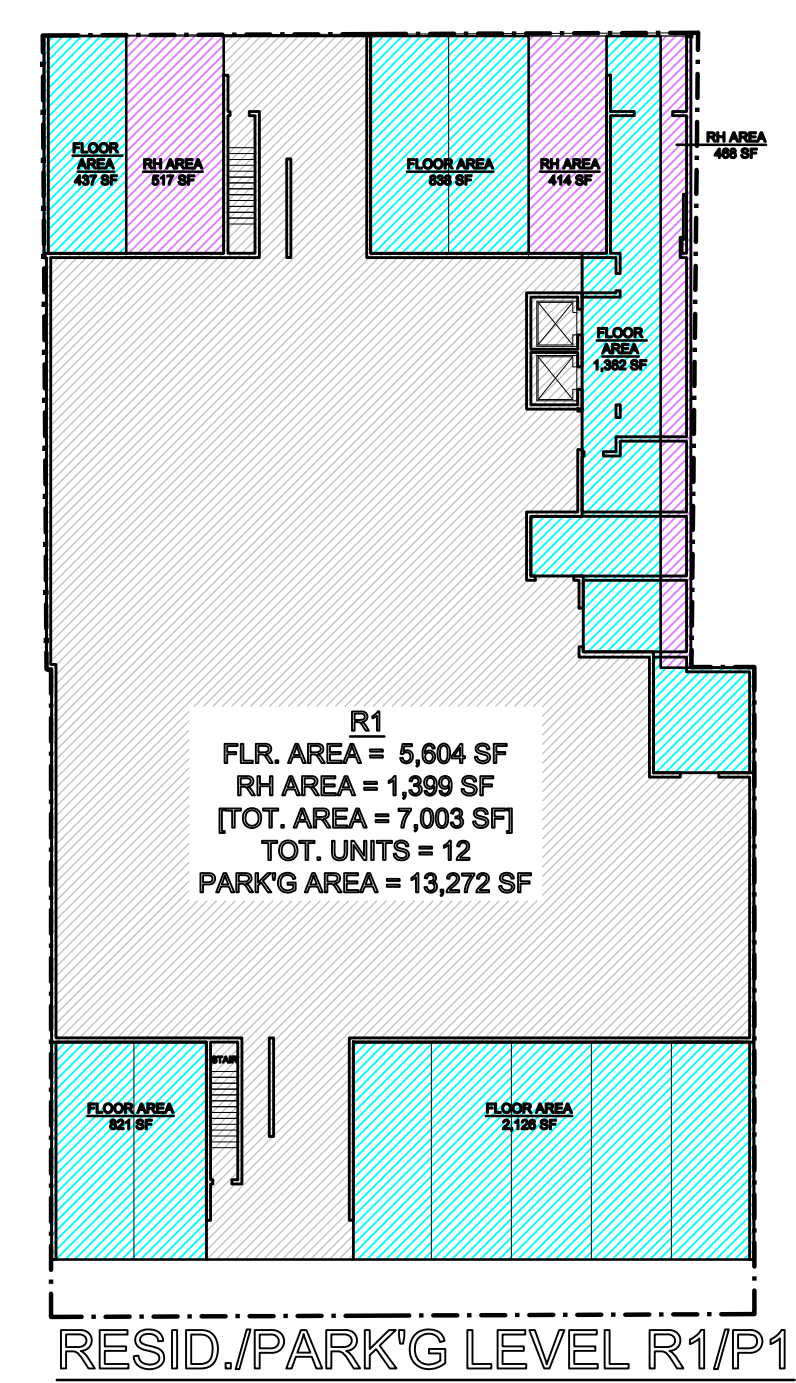 FLOOR
AREA
437 SF
RH AREA
517 SF
FLOOR AREA
838 SF
RH AREA
414 SF
RH AREA
468 SF
FLOOR
AREA
1,382 SF
R1
FLR. AREA = 5,604 SF
RH AREA = 1,399 SF
[TOT. AREA = 7,003 SF]
TOT. UNITS = 12
PARK'G AREA = 13,272 SF
STAIR
FLOOR AREA
821 SF
FLOOR AREA
2,126 SF
RESID./PARK'G LEVEL R1/P1